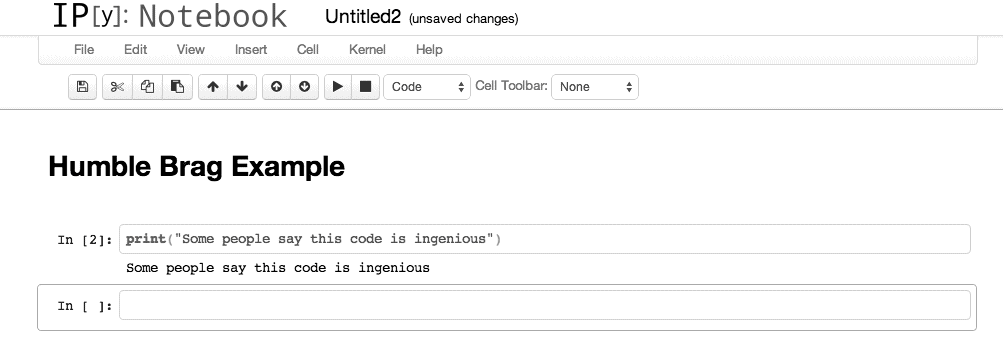 IP[y]: Notebook Untitled2 (unsaved changes)
File Edit View Insert Cell Kernel Help
Code Cell Toolbar: None
Humble Brag Example
In [2]: print("Some people say this code is ingenious")
Some people say this code is ingenious
In [ ]: